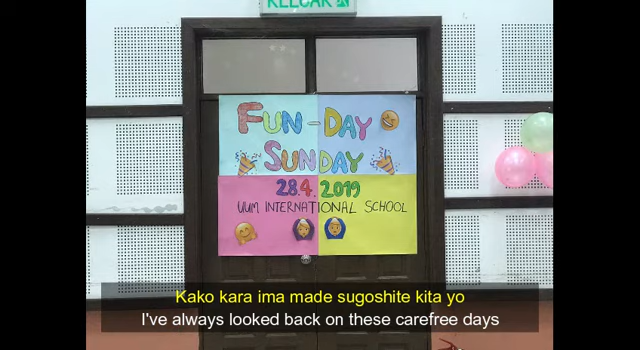 KELUAR
FUN-DAY
SUNDAY
28.4.2019
UUM INTERNATIONAL SCHOOL
Kako kara ima made sugoshite kita yo
I've always looked back on these carefree days